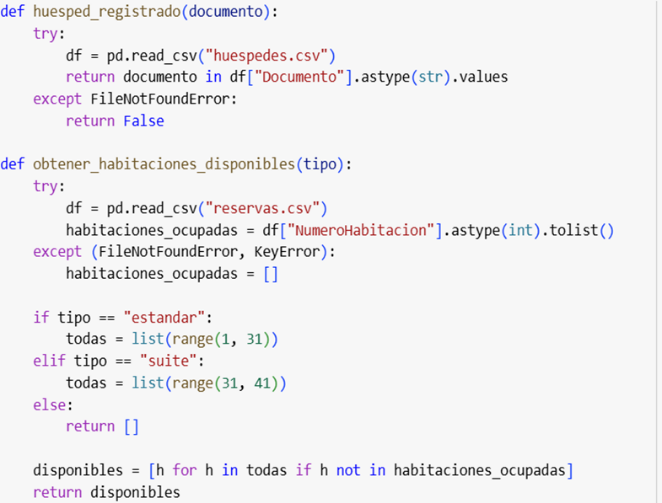 def huesped_registrado(documento):
    try:
        df = pd.read_csv("huespedes.csv")
        return documento in df["Documento"].astype(str).values
    except FileNotFoundError:
        return False

def obtener_habitaciones_disponibles(tipo):
    try:
        df = pd.read_csv("reservas.csv")
        habitaciones_ocupadas = df["NumeroHabitacion"].astype(int).tolist()
    except (FileNotFoundError, KeyError):
        habitaciones_ocupadas = []

    if tipo == "estandar":
        todas = list(range(1, 31))
    elif tipo == "suite":
        todas = list(range(31, 41))
    else:
        return []

    disponibles = [h for h in todas if h not in habitaciones_ocupadas]
    return disponibles